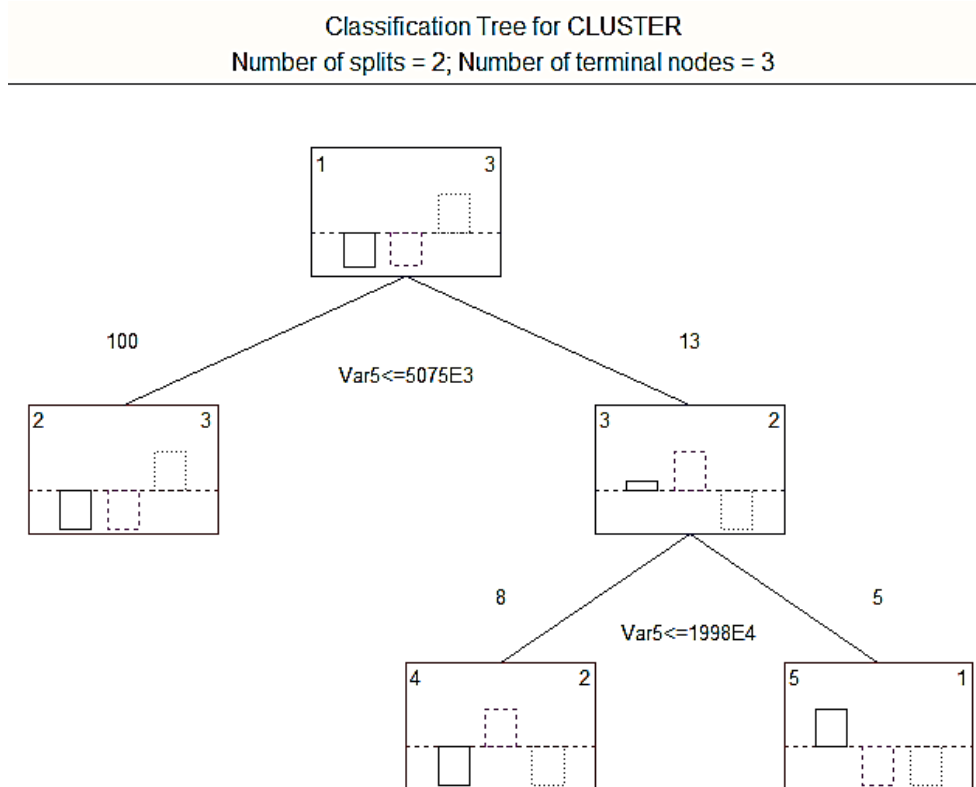 Classification Tree for CLUSTER
Number of splits = 2; Number of terminal nodes = 3
1 3
100 13
Var5<=5075E3
2 3 3 2
8 5
Var5<=1998E4
4 2 5 1